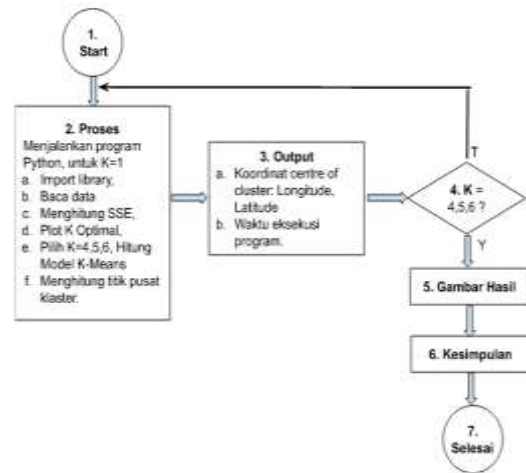 1.
Start
2. Proses
Menjalankan program
Python, untuk K=1
a. Import library,
b. Baca data
c. Menghitung SSE,
d. Plot K Optimal,
e. Pilih K=4,5,6, Hitung
Model K-Means
f. Menghitung titik pusat
klaster.
3. Output
a. Koordinat centre of
cluster: Longitude,
Latitude
b. Waktu eksekusi
program.
T
4. K =
4,5,6 ?
Y
5. Gambar Hasil
6. Kesimpulan
7.
Selesai